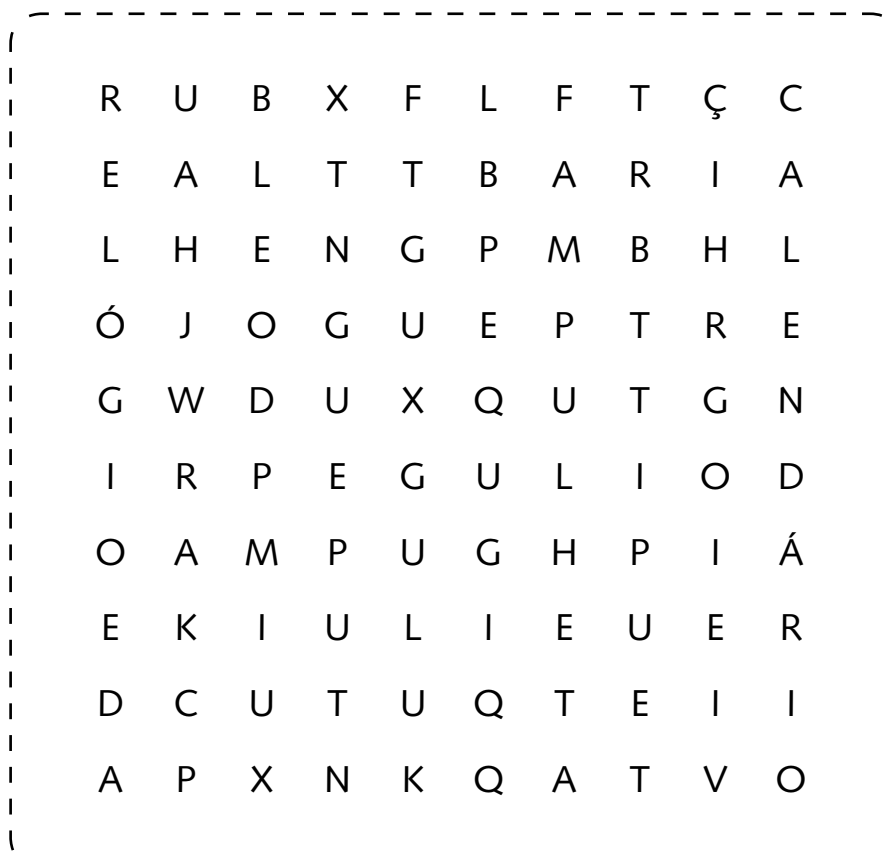 R U B X F L F T Ç C
E A L T T B A R I A
L H E N G P M B H L
Ó J O G U E P T R E
G W D U X Q U T G N
I R P E G U L I O D
O A M P U G H P I Á
E K I U L I E U E R
D C U T U Q T E I I
A P X N K Q A T V O